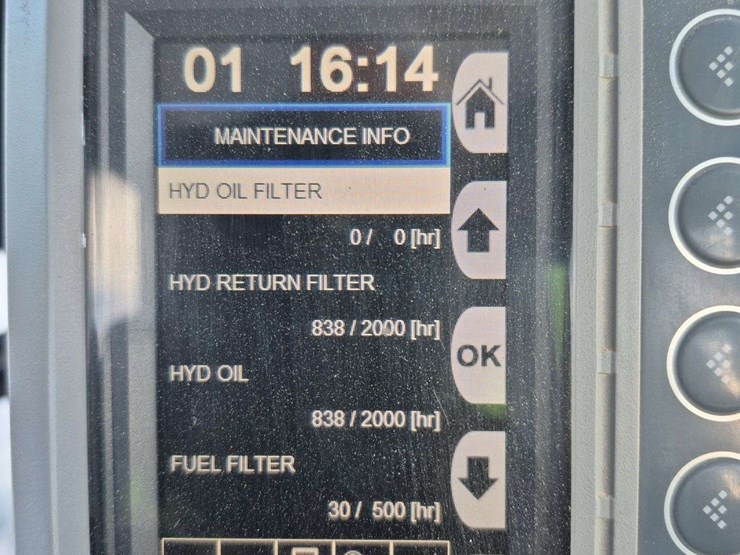 01 16:14
MAINTENANCE INFO
HYD OIL FILTER
0 / 0 [hr]
HYD RETURN FILTER
838 / 2000 [hr]
HYD OIL
838 / 2000 [hr]
OK
FUEL FILTER
30 / 500 [hr]